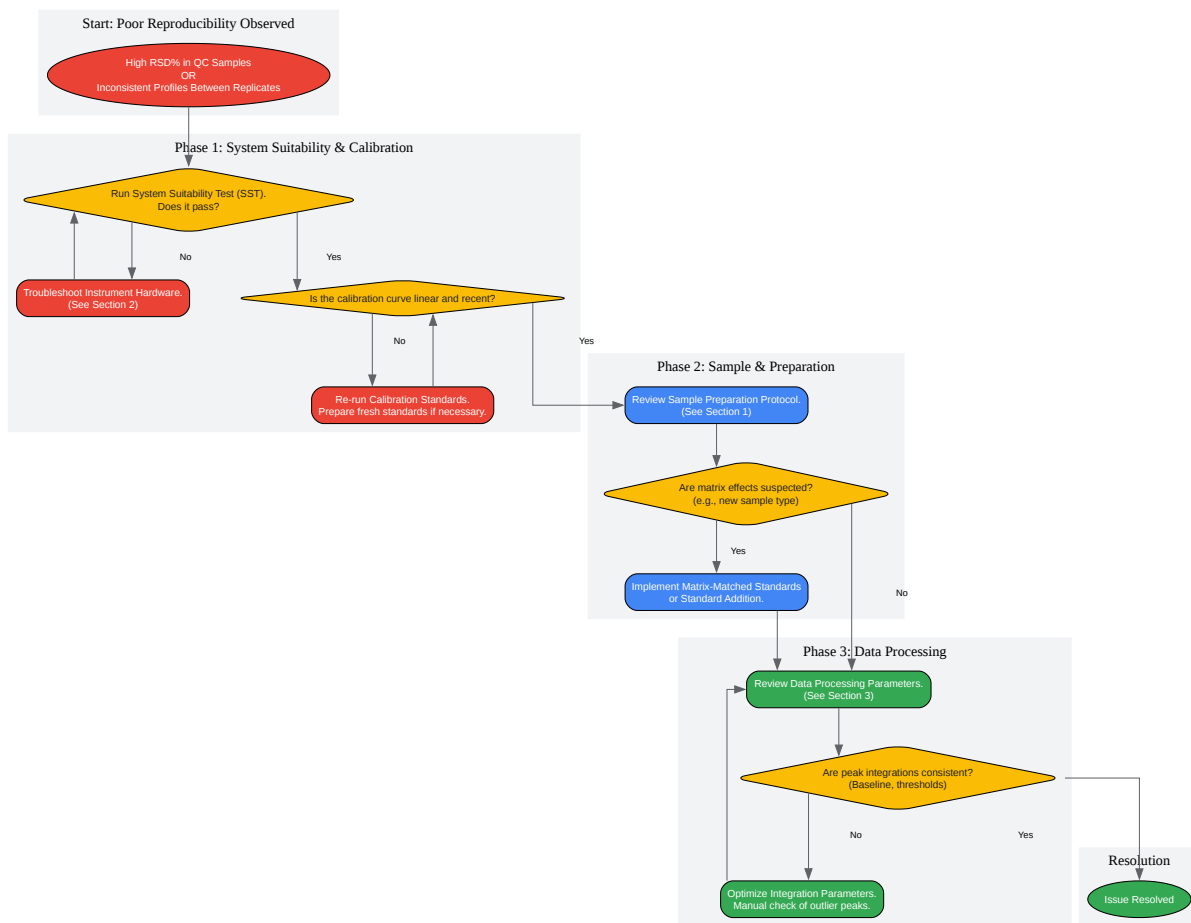 Start: Poor Reproducibility Observed
High RSD% in QC Samples
OR
Inconsistent Profiles Between Replicates
Phase 1: System Suitability & Calibration
Run System Suitability Test (SST).
Does it pass?
No
Yes
Troubleshoot Instrument Hardware.
(See Section 2)
Is the calibration curve linear and recent?
No
Yes
Re-run Calibration Standards.
Prepare fresh standards if necessary.
Phase 2: Sample & Preparation
Review Sample Preparation Protocol.
(See Section 1)
Are matrix effects suspected?
(e.g., new sample type)
Yes
No
Implement Matrix-Matched Standards
or Standard Addition.
Phase 3: Data Processing
Review Data Processing Parameters.
(See Section 3)
Are peak integrations consistent?
(Baseline, thresholds)
No
Yes
Optimize Integration Parameters.
Manual check of outlier peaks.
Resolution
Issue Resolved